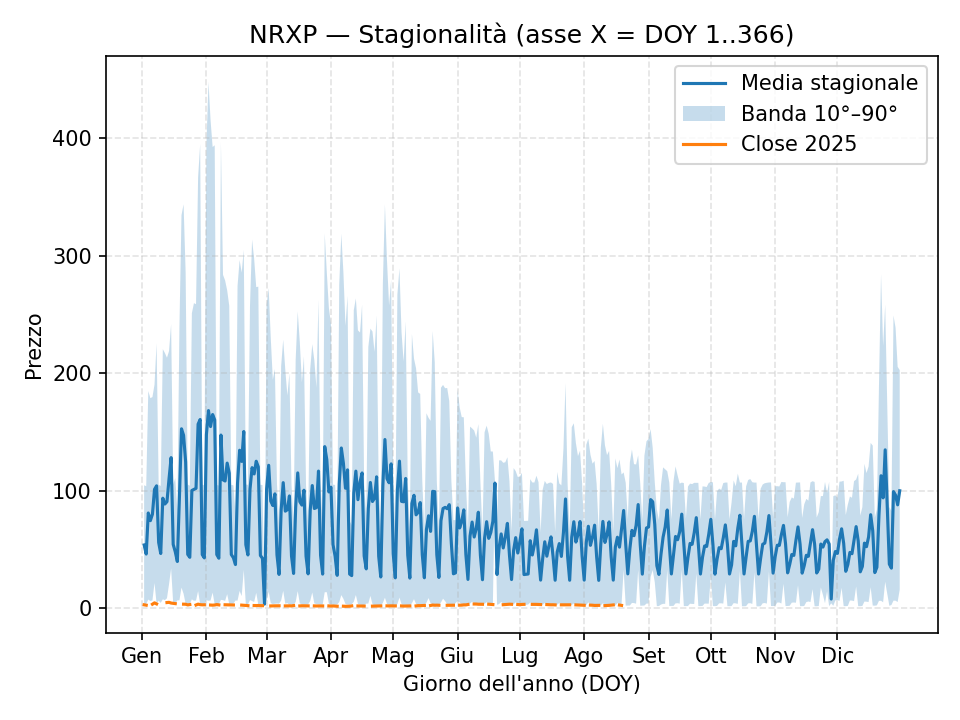 NRXP — Stagionalità (asse X = DOY 1..366)
Media stagionale
Banda 10°–90°
Close 2025
Prezzo
400
300
200
100
0
Gen Feb Mar Apr Mag Giu Lug Ago Set Ott Nov Dic
Giorno dell'anno (DOY)